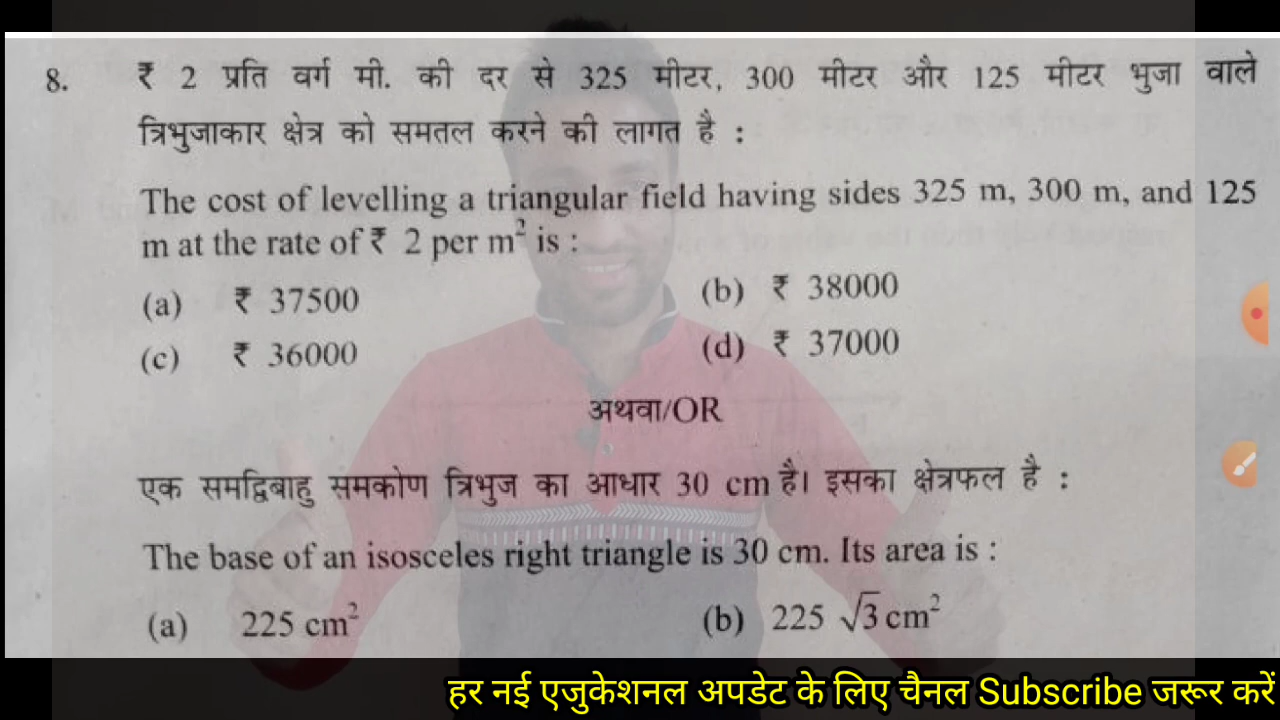 8. ₹ 2 प्रति वर्ग मी. की दर से 325 मीटर, 300 मीटर और 125 मीटर भुजा वाले
त्रिभुजाकार क्षेत्र को समतल करने की लागत है :
The cost of levelling a triangular field having sides 325 m, 300 m, and 125
m at the rate of ₹ 2 per m² is :
(a) ₹ 37500 (b) ₹ 38000
(c) ₹ 36000 (d) ₹ 37000
अथवा/OR
एक समद्विबाहु समकोण त्रिभुज का आधार 30 cm है। इसका क्षेत्रफल है :
The base of an isosceles right triangle is 30 cm. Its area is :
(a) 225 cm² (b) 225 √3 cm²
हर नई एजुकेशनल अपडेट के लिए चैनल Subscribe जरूर करें